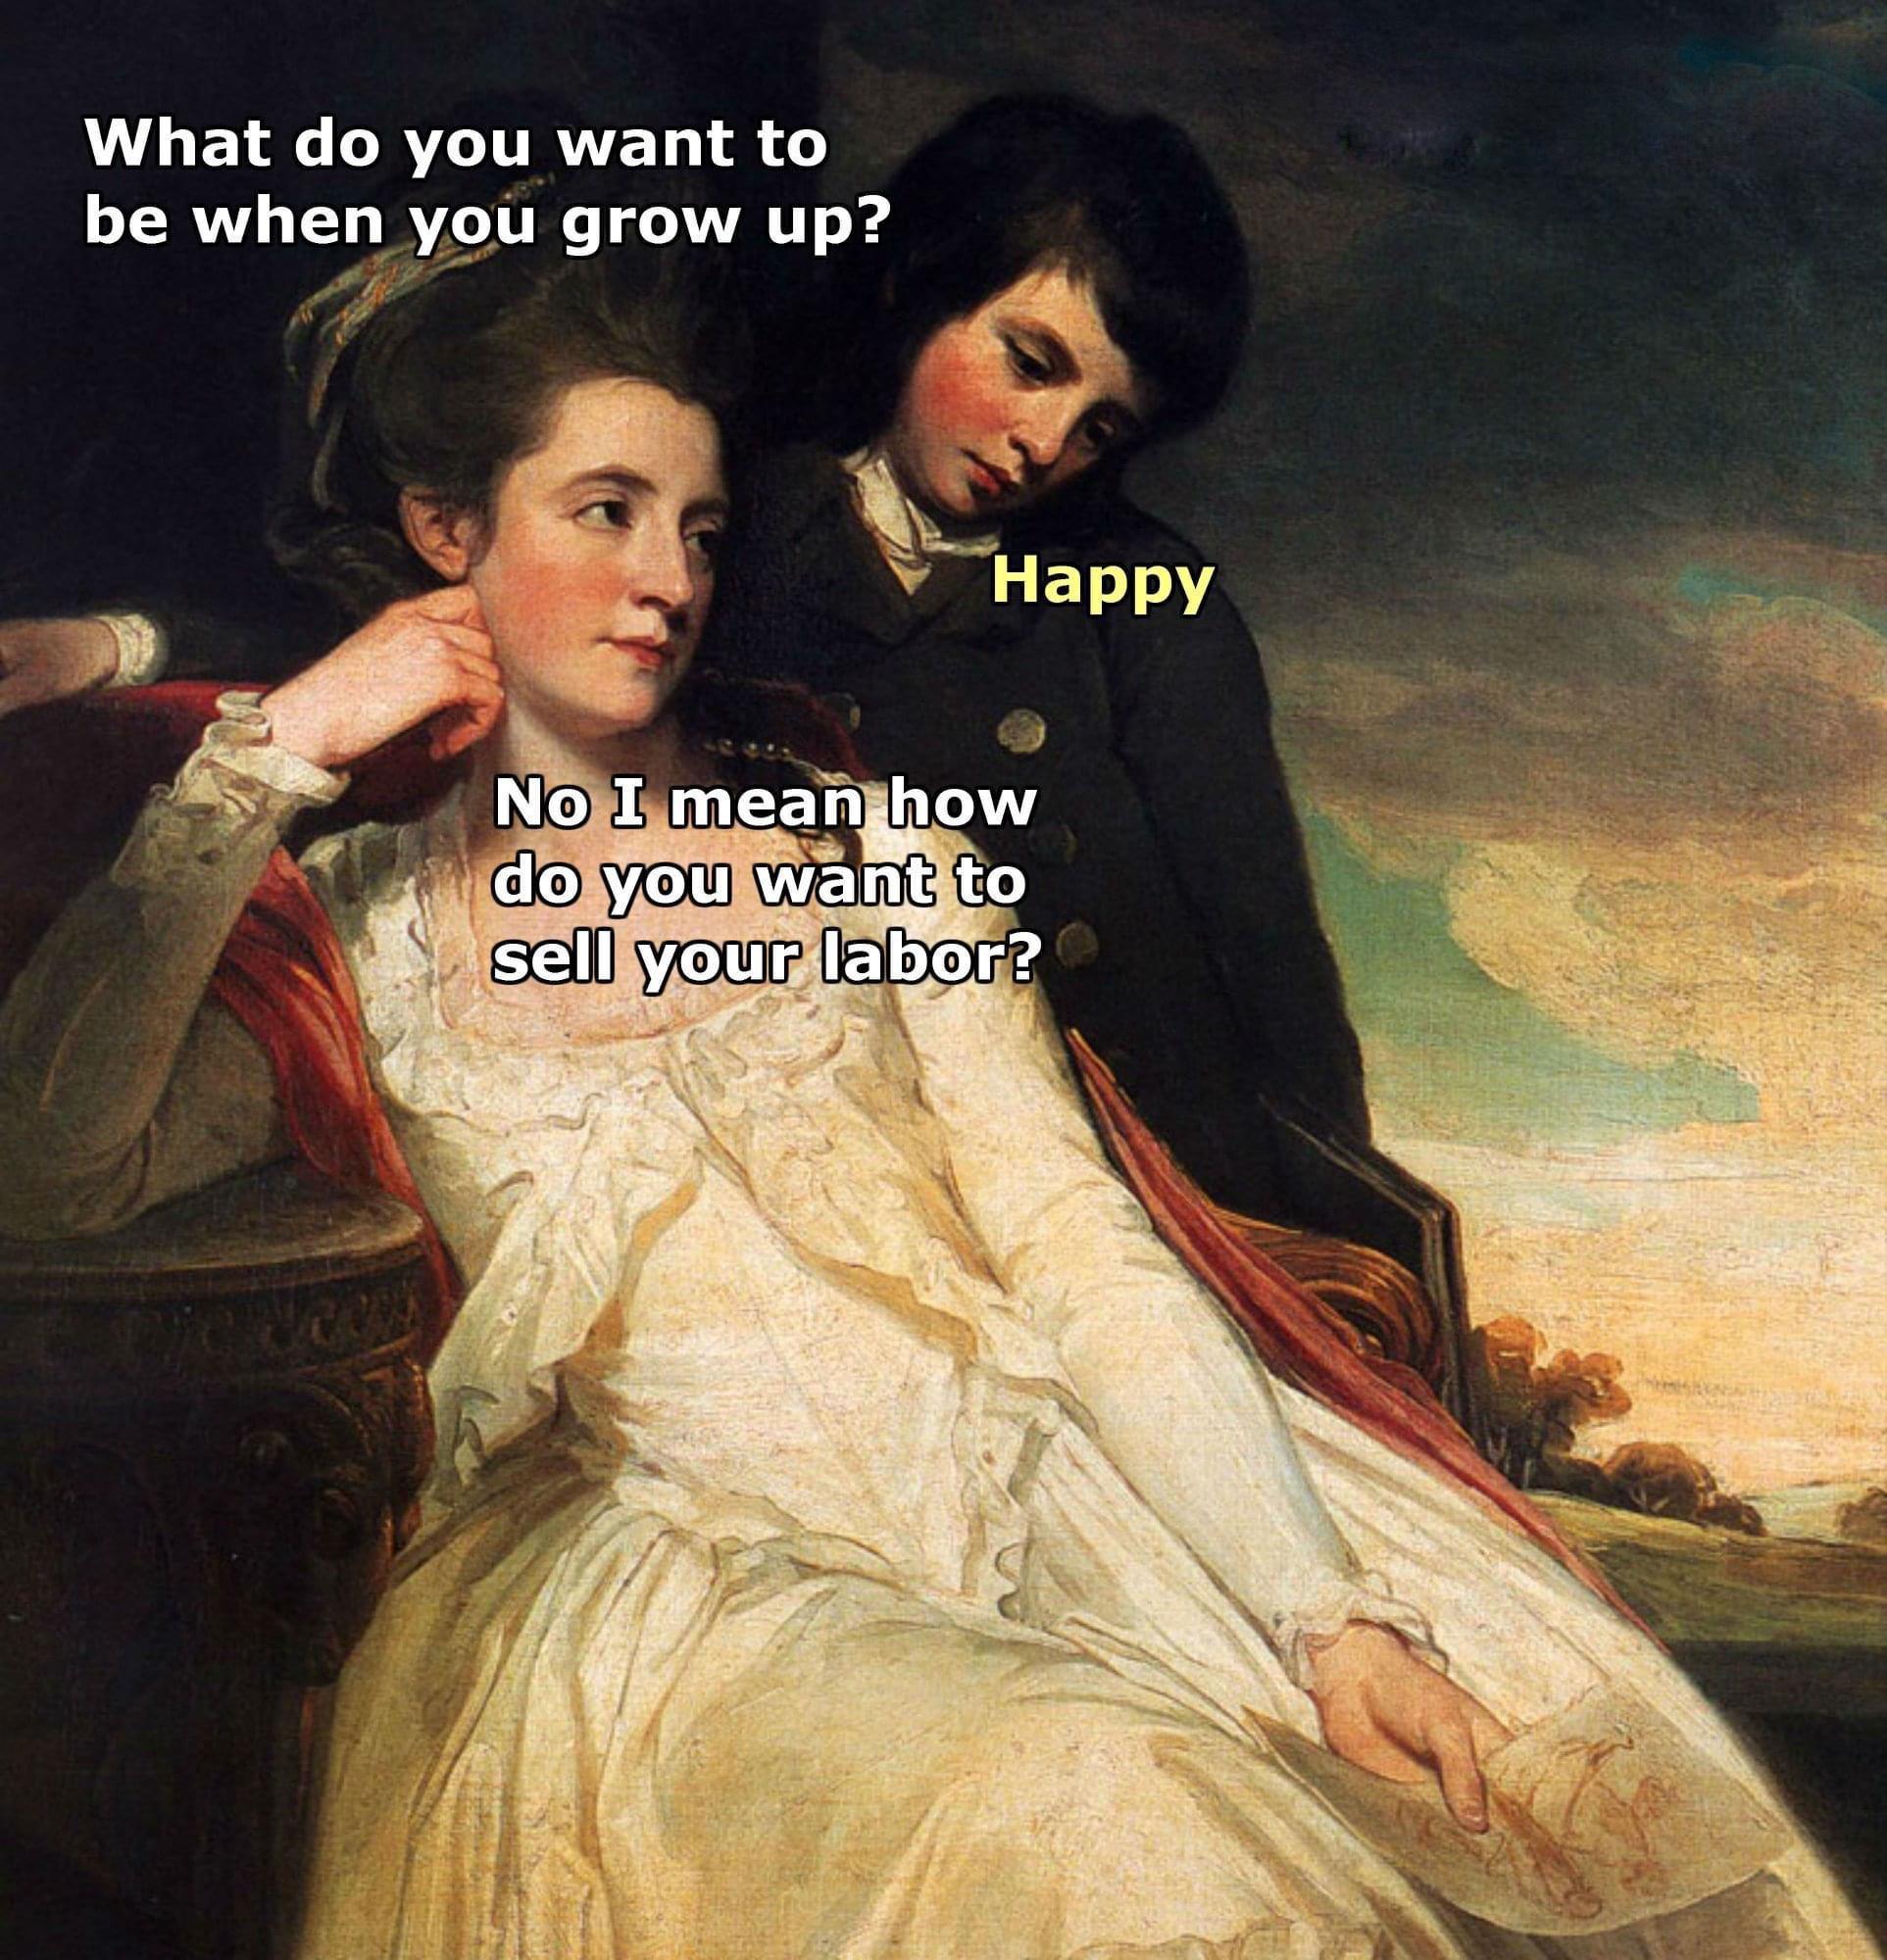 What do you want to
be when you grow up?
Happy
No I mean how
do you want to
sell your labor?